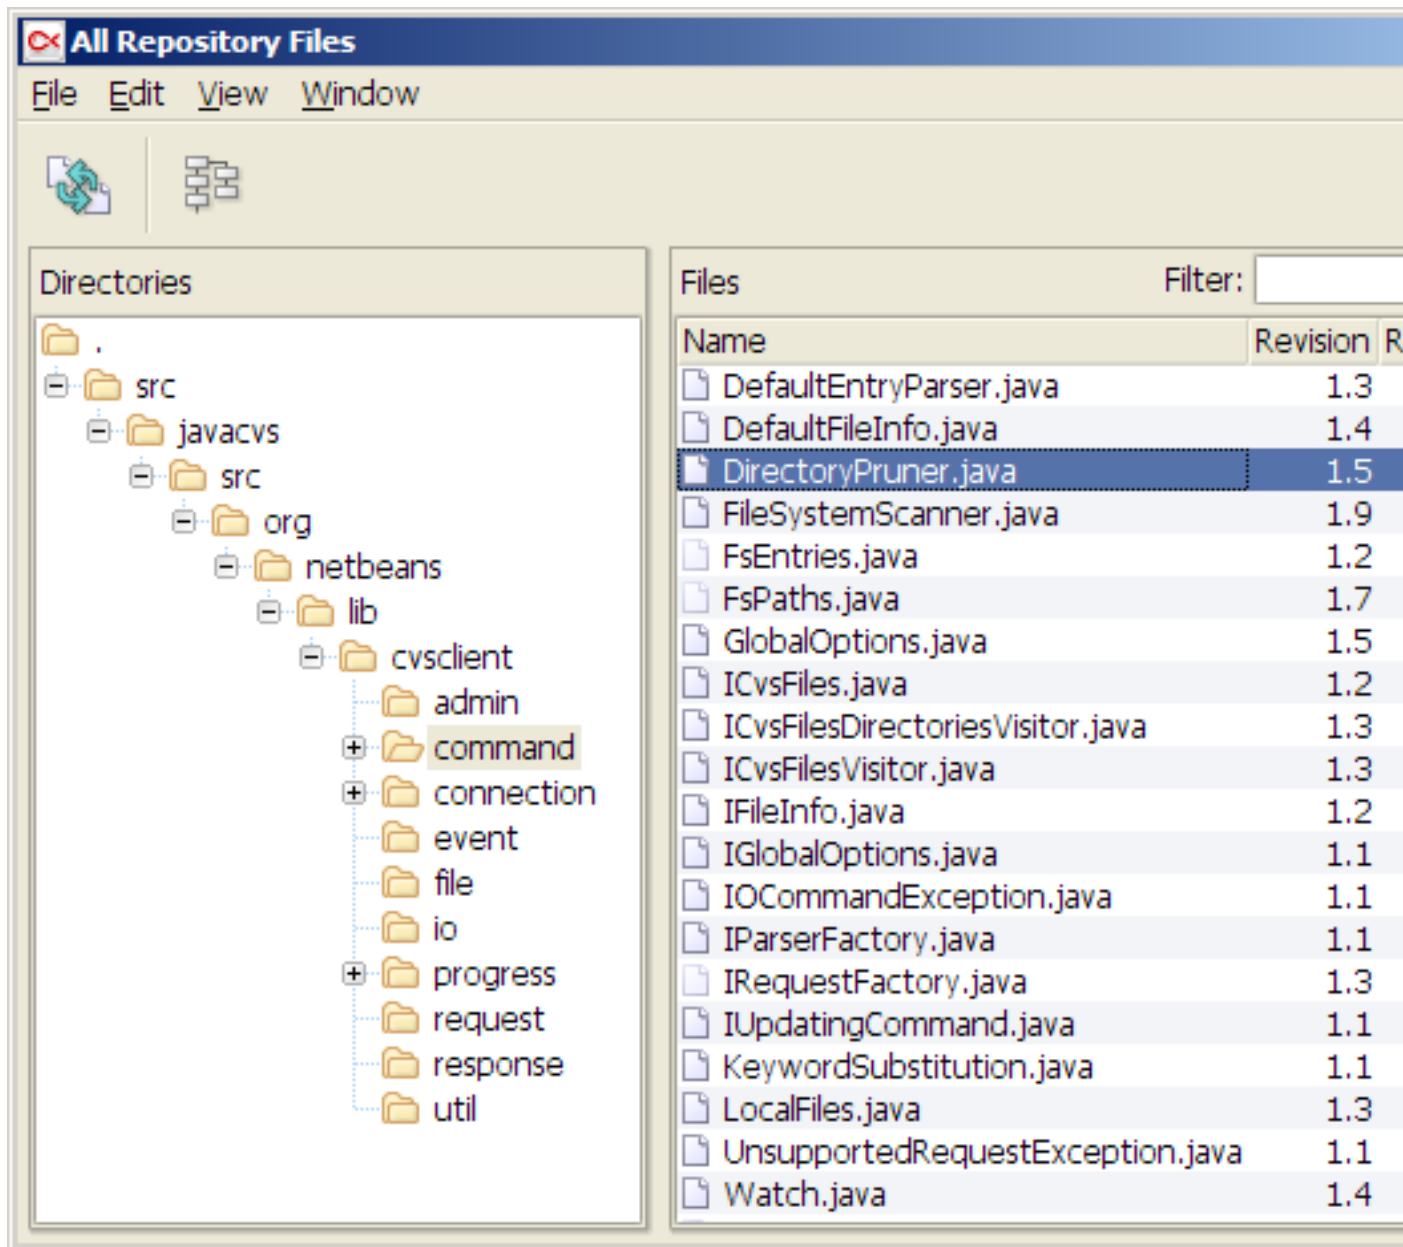 All Repository Files
File Edit View Window
Directories
.
src
javacvs
src
org
netbeans
lib
cvsclient
admin
command
connection
event
file
io
progress
request
response
util
Files Filter:
Name Revision R
DefaultEntryParser.java 1.3
DefaultFileInfo.java 1.4
DirectoryPruner.java 1.5
FileSystemScanner.java 1.9
FsEntries.java 1.2
FsPaths.java 1.7
GlobalOptions.java 1.5
ICvsFiles.java 1.2
ICvsFilesDirectoriesVisitor.java 1.3
ICvsFilesVisitor.java 1.3
IFileInfo.java 1.2
IGlobalOptions.java 1.1
IOCommandException.java 1.1
IParserFactory.java 1.1
IRequestFactory.java 1.3
IUpdatingCommand.java 1.1
KeywordSubstitution.java 1.1
LocalFiles.java 1.3
UnsupportedRequestException.java 1.1
Watch.java 1.4